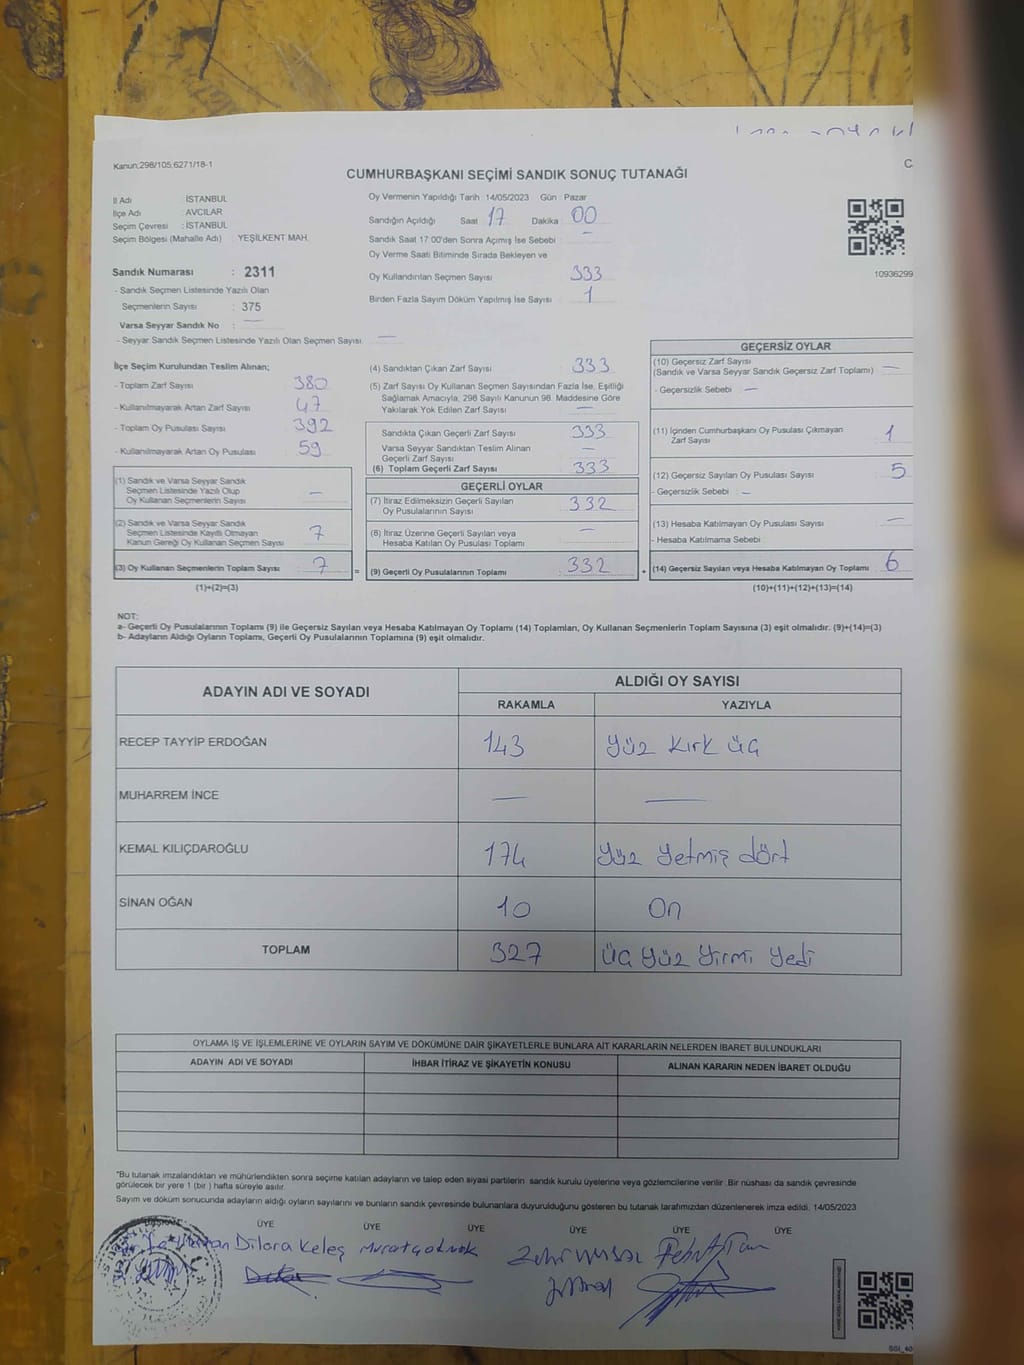 Kanun:298/105;6271/18-1
CUMHURBAŞKANI SEÇİMİ SANDIK SONUÇ TUTANAĞI
İl Adı : İSTANBUL
İlçe Adı : AVCILAR
Seçim Çevresi : İSTANBUL
Seçim Bölgesi (Mahalle Adı) YEŞİLKENT MAH.
Sandık Numarası : 2311
- Sandık Seçmen Listesinde Yazılı Olan
Seçmenlerin Sayısı : 375
Varsa Seyyar Sandık No : —
- Seyyar Sandık Seçmen Listesinde Yazılı Olan Seçmen Sayısı. —
Oy Vermenin Yapıldığı Tarih 14/05/2023 Gün : Pazar
Sandığın Açıldığı Saat 17 Dakika 00
Sandık Saat 17:00'den Sonra Açılmış İse Sebebi : —
Oy Verme Saati Bitiminde Sırada Bekleyen ve
Oy Kullandırılan Seçmen Sayısı 333
Birden Fazla Sayım Döküm Yapılmış İse Sayısı 1
10936299
İlçe Seçim Kurulundan Teslim Alınan;
- Toplam Zarf Sayısı : 380
- Kullanılmayarak Artan Zarf Sayısı : 47
- Toplam Oy Pusulası Sayısı : 392
- Kullanılmayarak Artan Oy Pusulası : 59
(1) Sandık ve Varsa Seyyar Sandık
Seçmen Listesinde Yazılı Olup
Oy Kullanan Seçmenlerin Sayısı : —
(2) Sandık ve Varsa Seyyar Sandık
Seçmen Listesinde Kayıtlı Olmayan
Kanun Gereği Oy Kullanan Seçmen Sayısı : 7
(3) Oy Kullanan Seçmenlerin Toplam Sayısı : 7
(1)+(2)=(3)
(4) Sandıktan Çıkan Zarf Sayısı : 333
(5) Zarf Sayısı Oy Kullanan Seçmen Sayısından Fazla İse, Eşitliği
Sağlamak Amacıyla, 298 Sayılı Kanunun 98. Maddesine Göre
Yakılarak Yok Edilen Zarf Sayısı : —
Sandıkta Çıkan Geçerli Zarf Sayısı : 333
Varsa Seyyar Sandıktan Teslim Alınan
Geçerli Zarf Sayısı : —
(6) Toplam Geçerli Zarf Sayısı : 333
GEÇERLİ OYLAR
(7) İtiraz Edilmeksizin Geçerli Sayılan
Oy Pusulalarının Sayısı : 332
(8) İtiraz Üzerine Geçerli Sayılan veya
Hesaba Katılan Oy Pusulası Toplamı : —
= (9) Geçerli Oy Pusulalarının Toplamı : 332 +
GEÇERSİZ OYLAR
(10) Geçersiz Zarf Sayısı
(Sandık ve Varsa Seyyar Sandık Geçersiz Zarf Toplamı) : —
- Geçersizlik Sebebi : —
(11) İçinden Cumhurbaşkanı Oy Pusulası Çıkmayan
Zarf Sayısı : 1
(12) Geçersiz Sayılan Oy Pusulası Sayısı : 5
- Geçersizlik Sebebi : —
(13) Hesaba Katılmayan Oy Pusulası Sayısı : —
- Hesaba Katılmama Sebebi :
(14) Geçersiz Sayılan veya Hesaba Katılmayan Oy Toplamı : 6
(10)+(11)+(12)+(13)=(14)
NOT:
a- Geçerli Oy Pusulalarının Toplamı (9) ile Geçersiz Sayılan veya Hesaba Katılmayan Oy Toplamı (14) Toplamları, Oy Kullanan Seçmenlerin Toplam Sayısına (3) eşit olmalıdır. (9)+(14)=(3)
b- Adayların Aldığı Oyların Toplamı, Geçerli Oy Pusulalarının Toplamına (9) eşit olmalıdır.
ADAYIN ADI VE SOYADI ALDIĞI OY SAYISI
RAKAMLA YAZIYLA
RECEP TAYYİP ERDOĞAN 143 yüz kırk üç
MUHARREM İNCE — —
KEMAL KILIÇDAROĞLU 174 yüz yetmiş dört
SİNAN OĞAN 10 On
TOPLAM 327 üç yüz yirmi yedi
OYLAMA İŞ VE İŞLEMLERİNE VE OYLARIN SAYIM VE DÖKÜMÜNE DAİR ŞİKAYETLERLE BUNLARA AİT KARARLARIN NELERDEN İBARET BULUNDUKLARI
ADAYIN ADI VE SOYADI İHBAR İTİRAZ VE ŞİKAYETİN KONUSU ALINAN KARARIN NEDEN İBARET OLDUĞU
*Bu tutanak imzalandıktan ve mühürlendikten sonra seçime katılan adayların ve talep eden siyasi partilerin sandık kurulu üyelerine veya gözlemcilerine verilir. Bir nüshası da sandık çevresinde
görülecek bir yere 1 (bir ) hafta süreyle asılır.
Sayım ve döküm sonucunda adayların aldığı oyların sayılarını ve bunların sandık çevresinde bulunanlara duyurulduğunu gösteren bu tutanak tarafımızdan düzenlenerek imza edildi. 14/05/2023
BAŞKAN ÜYE ÜYE ÜYE ÜYE ÜYE ÜYE
Dilara Keleş